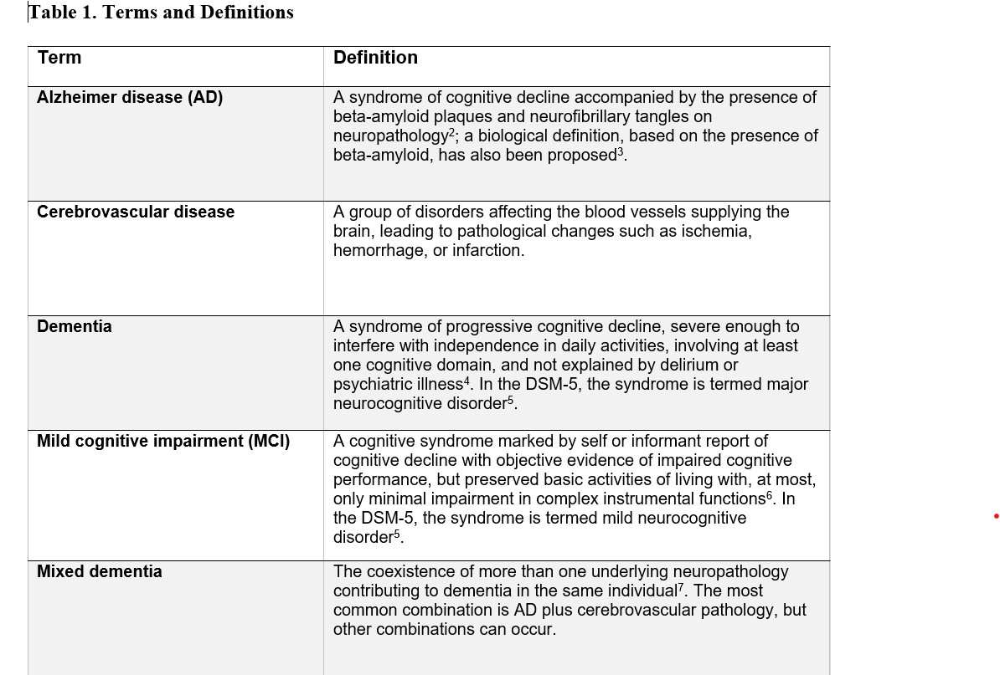 Table 1. Terms and Definitions
Term
Definition
Alzheimer disease (AD)
A syndrome of cognitive decline accompanied by the presence of
beta-amyloid plaques and neurofibrillary tangles on
neuropathology²; a biological definition, based on the presence of
beta-amyloid, has also been proposed³.
Cerebrovascular disease
A group of disorders affecting the blood vessels supplying the
brain, leading to pathological changes such as ischemia,
hemorrhage, or infarction.
Dementia
A syndrome of progressive cognitive decline, severe enough to
interfere with independence in daily activities, involving at least
one cognitive domain, and not explained by delirium or
psychiatric illness⁴. In the DSM-5, the syndrome is termed major
neurocognitive disorder⁵.
Mild cognitive impairment (MCI)
A cognitive syndrome marked by self or informant report of
cognitive decline with objective evidence of impaired cognitive
performance, but preserved basic activities of living with, at most,
only minimal impairment in complex instrumental functions⁶. In
the DSM-5, the syndrome is termed mild neurocognitive
disorder⁵.
Mixed dementia
The coexistence of more than one underlying neuropathology
contributing to dementia in the same individual⁷. The most
common combination is AD plus cerebrovascular pathology, but
other combinations can occur.